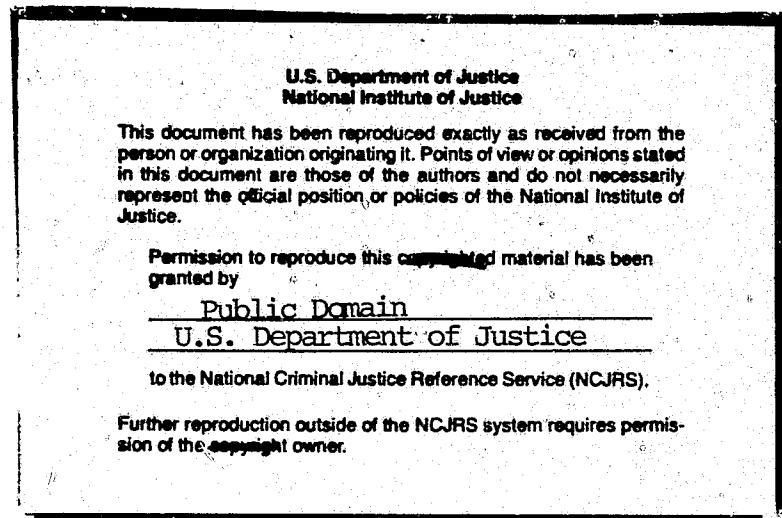 U.S. Department of Justice
National Institute of Justice
This document has been reproduced exactly as received from the
person or organization originating it. Points of view or opinions stated
in this document are those of the authors and do not necessarily
represent the official position or policies of the National Institute of
Justice.
Permission to reproduce this copyrighted material has been
granted by
Public Domain
U.S. Department of Justice
to the National Criminal Justice Reference Service (NCJRS).
Further reproduction outside of the NCJRS system requires permis-
sion of the copyright owner.